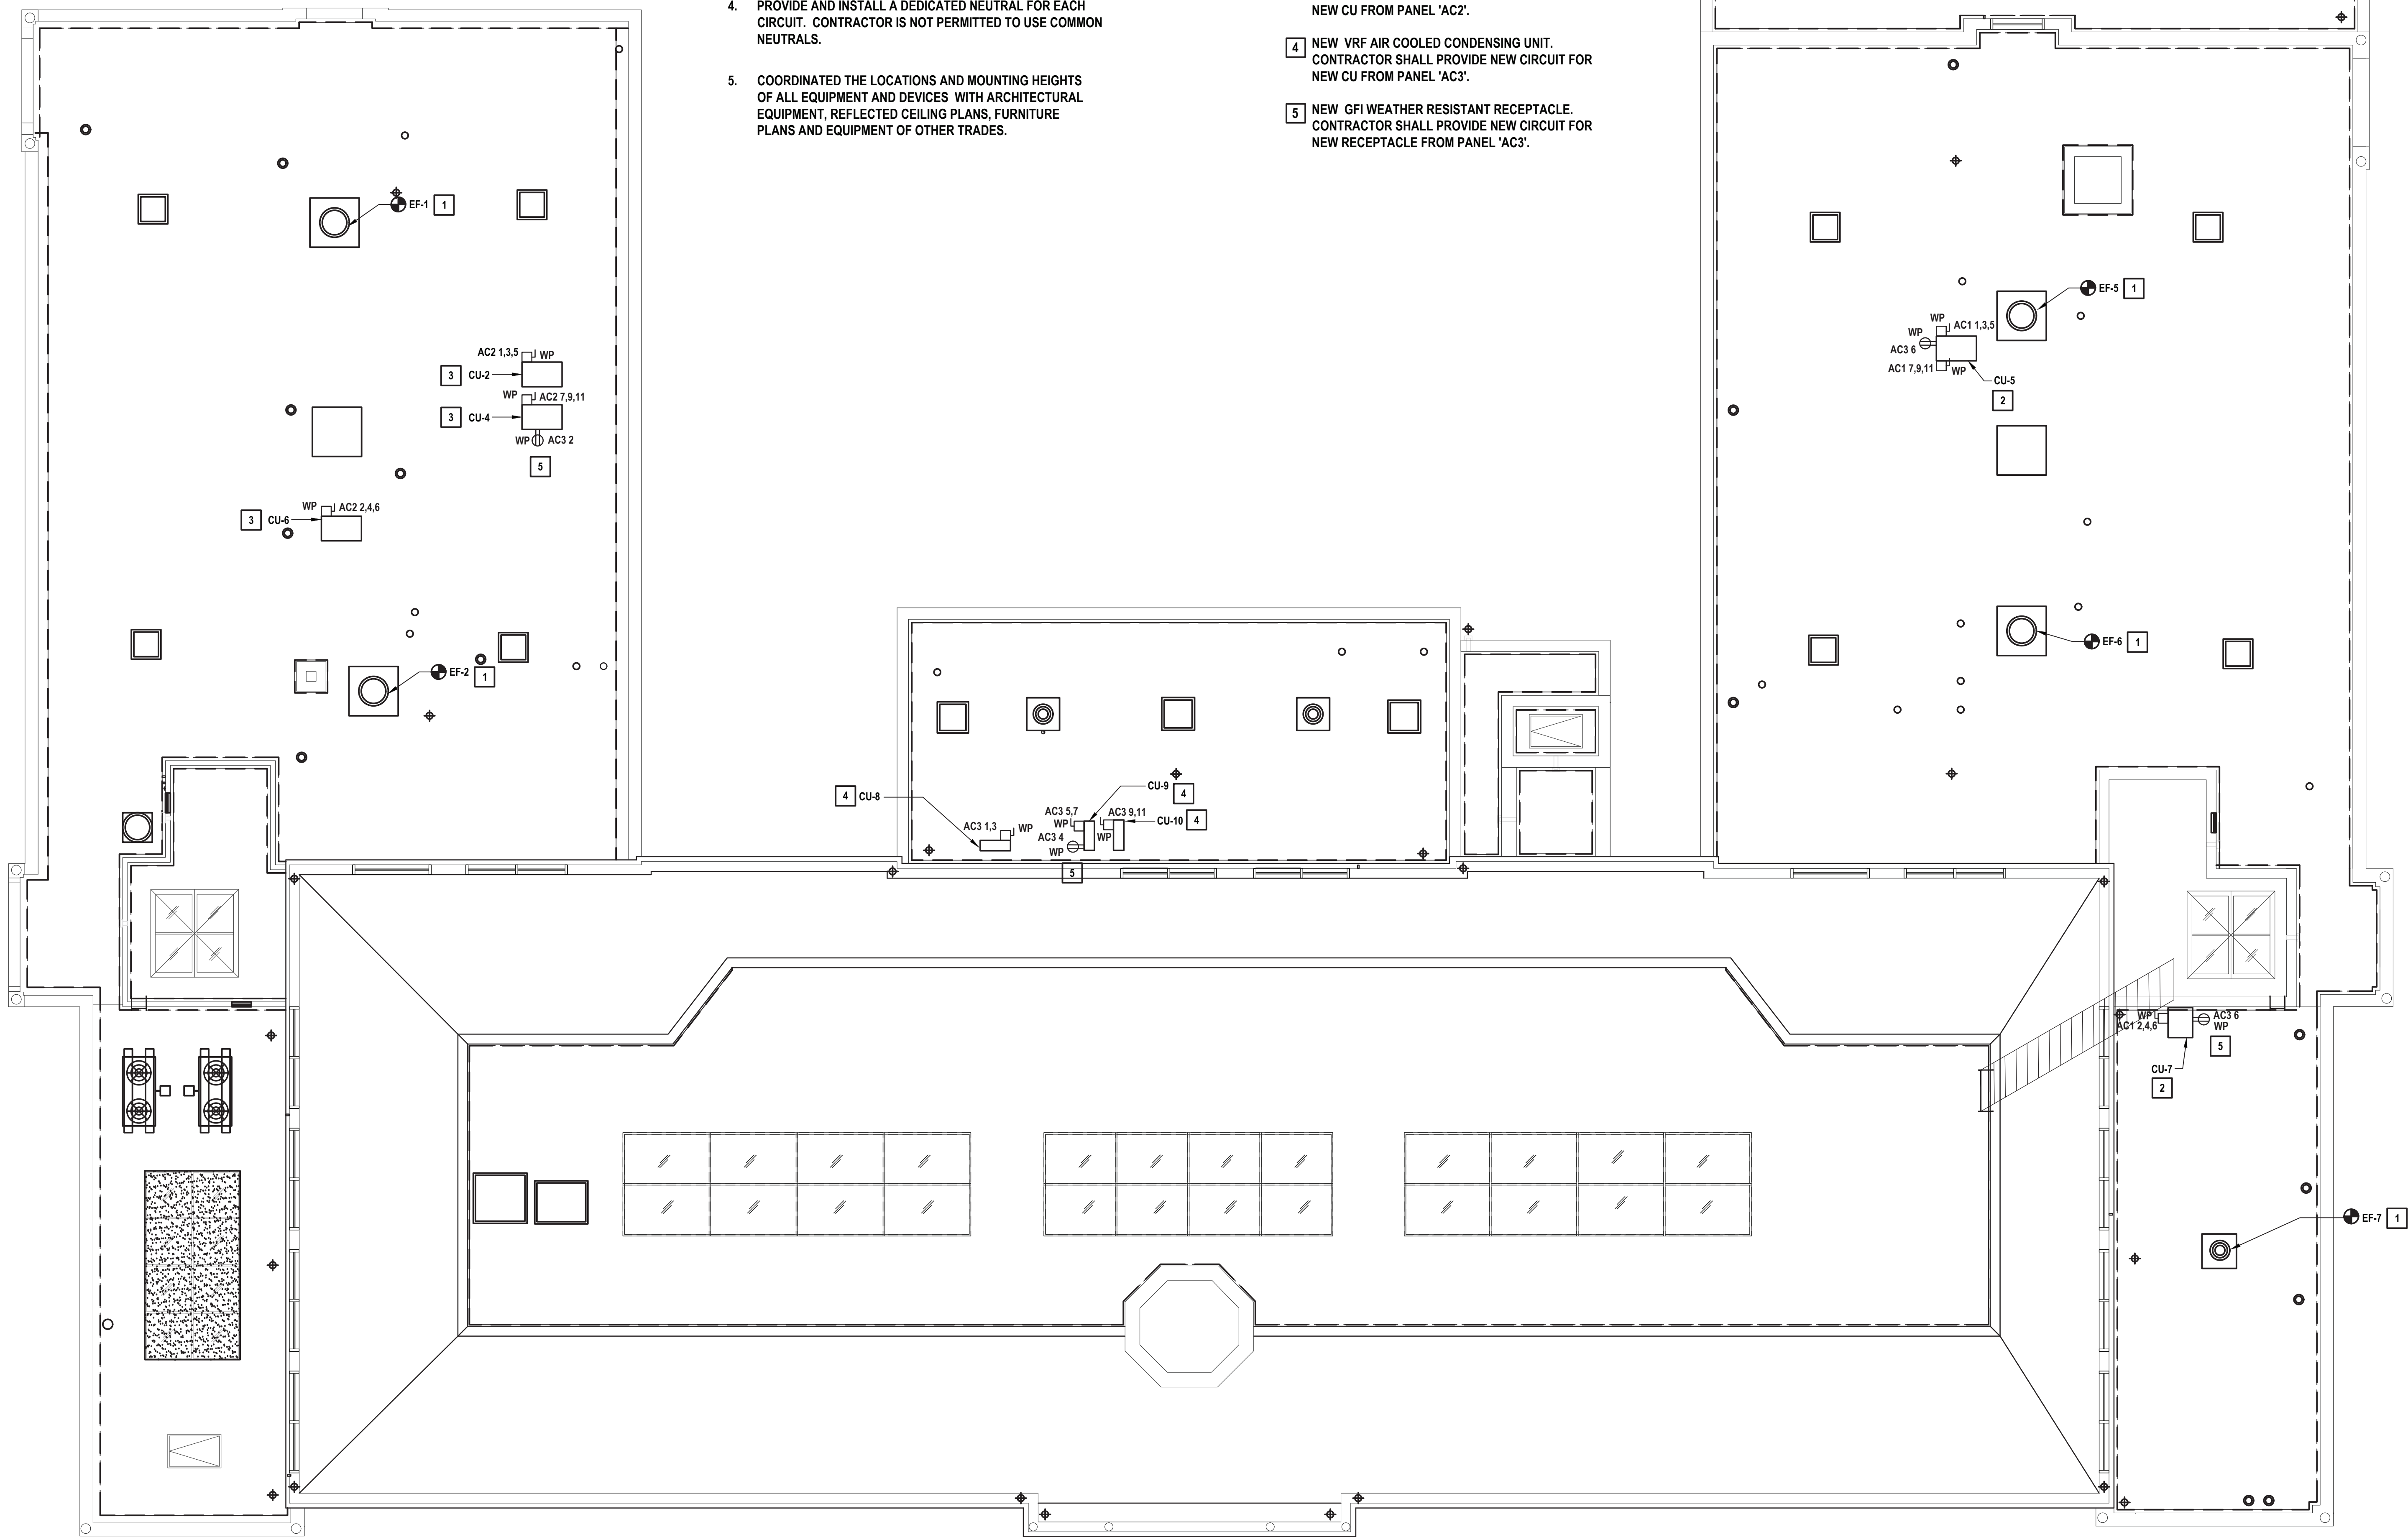 4. PROVIDE AND INSTALL A DEDICATED NEUTRAL FOR EACH
CIRCUIT. CONTRACTOR IS NOT PERMITTED TO USE COMMON
NEUTRALS.
5. COORDINATED THE LOCATIONS AND MOUNTING HEIGHTS
OF ALL EQUIPMENT AND DEVICES WITH ARCHITECTURAL
EQUIPMENT, REFLECTED CEILING PLANS, FURNITURE
PLANS AND EQUIPMENT OF OTHER TRADES.
NEW CU FROM PANEL 'AC2'.
4 NEW VRF AIR COOLED CONDENSING UNIT.
CONTRACTOR SHALL PROVIDE NEW CIRCUIT FOR
NEW CU FROM PANEL 'AC3'.
5 NEW GFI WEATHER RESISTANT RECEPTACLE.
CONTRACTOR SHALL PROVIDE NEW CIRCUIT FOR
NEW RECEPTACLE FROM PANEL 'AC3'.
EF-1 1
AC2 1,3,5 WP
3 CU-2
WP AC2 7,9,11
3 CU-4
WP AC3 2
5
WP AC2 2,4,6
3 CU-6
EF-2 1
EF-5 1
WP AC1 1,3,5
WP
AC3 6
AC1 7,9,11 WP
CU-5
2
EF-6 1
CU-9
4
4 CU-8
AC3 5,7 AC3 9,11
WP CU-10 4
AC3 1,3 WP
AC3 4 WP
WP
5
WP AC3 6
AC1 2,4,6 WP
5
CU-7
2
EF-7 1